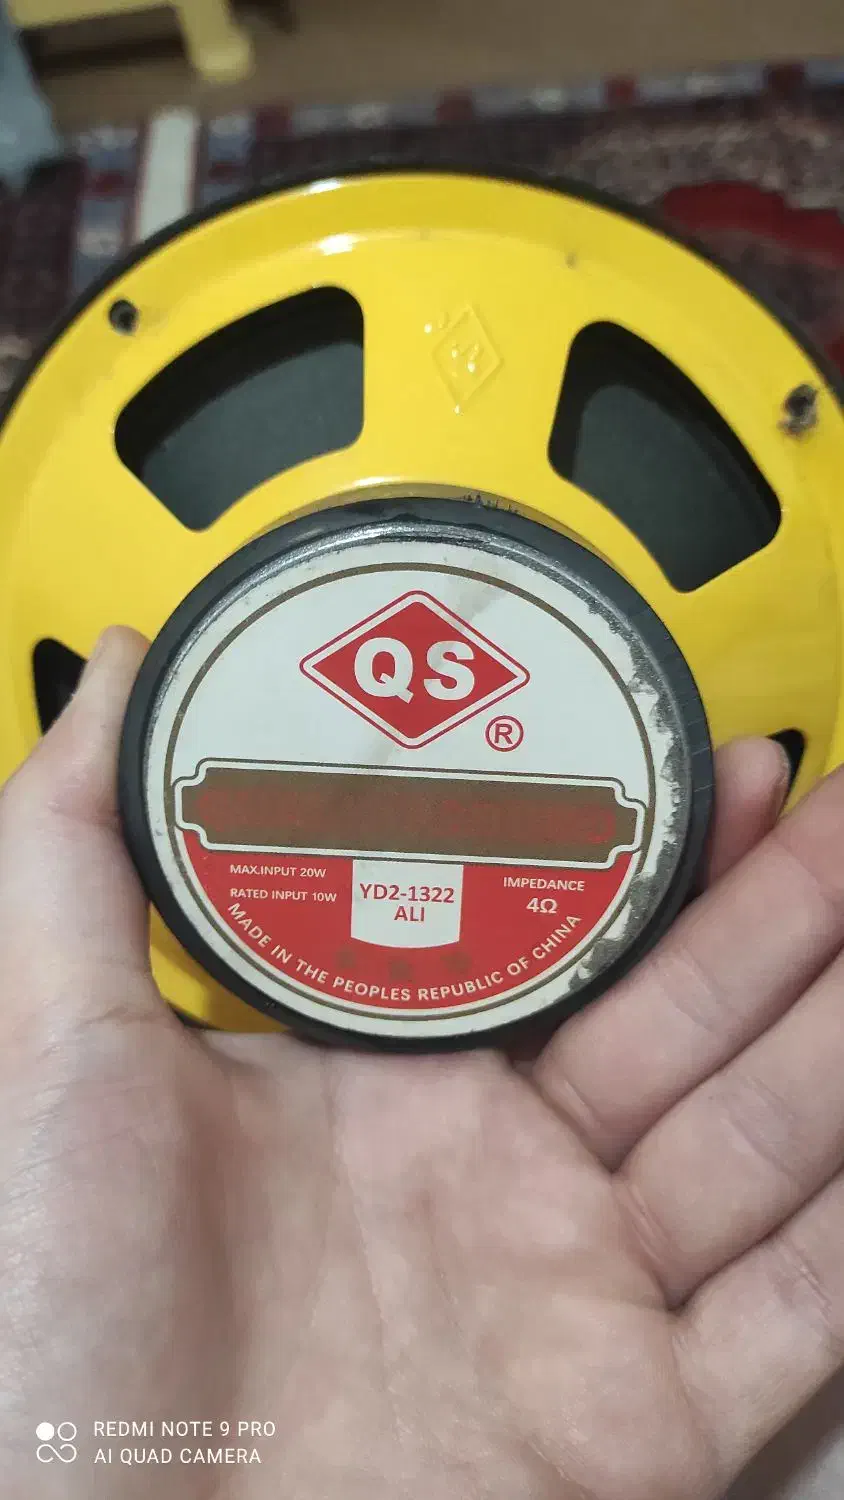 QS
®
MAX.INPUT 20W
RATED INPUT 10W
YD2-1322
ALI
IMPEDANCE
4Ω
MADE IN THE PEOPLES REPUBLIC OF CHINA
REDMI NOTE 9 PRO
AI QUAD CAMERA